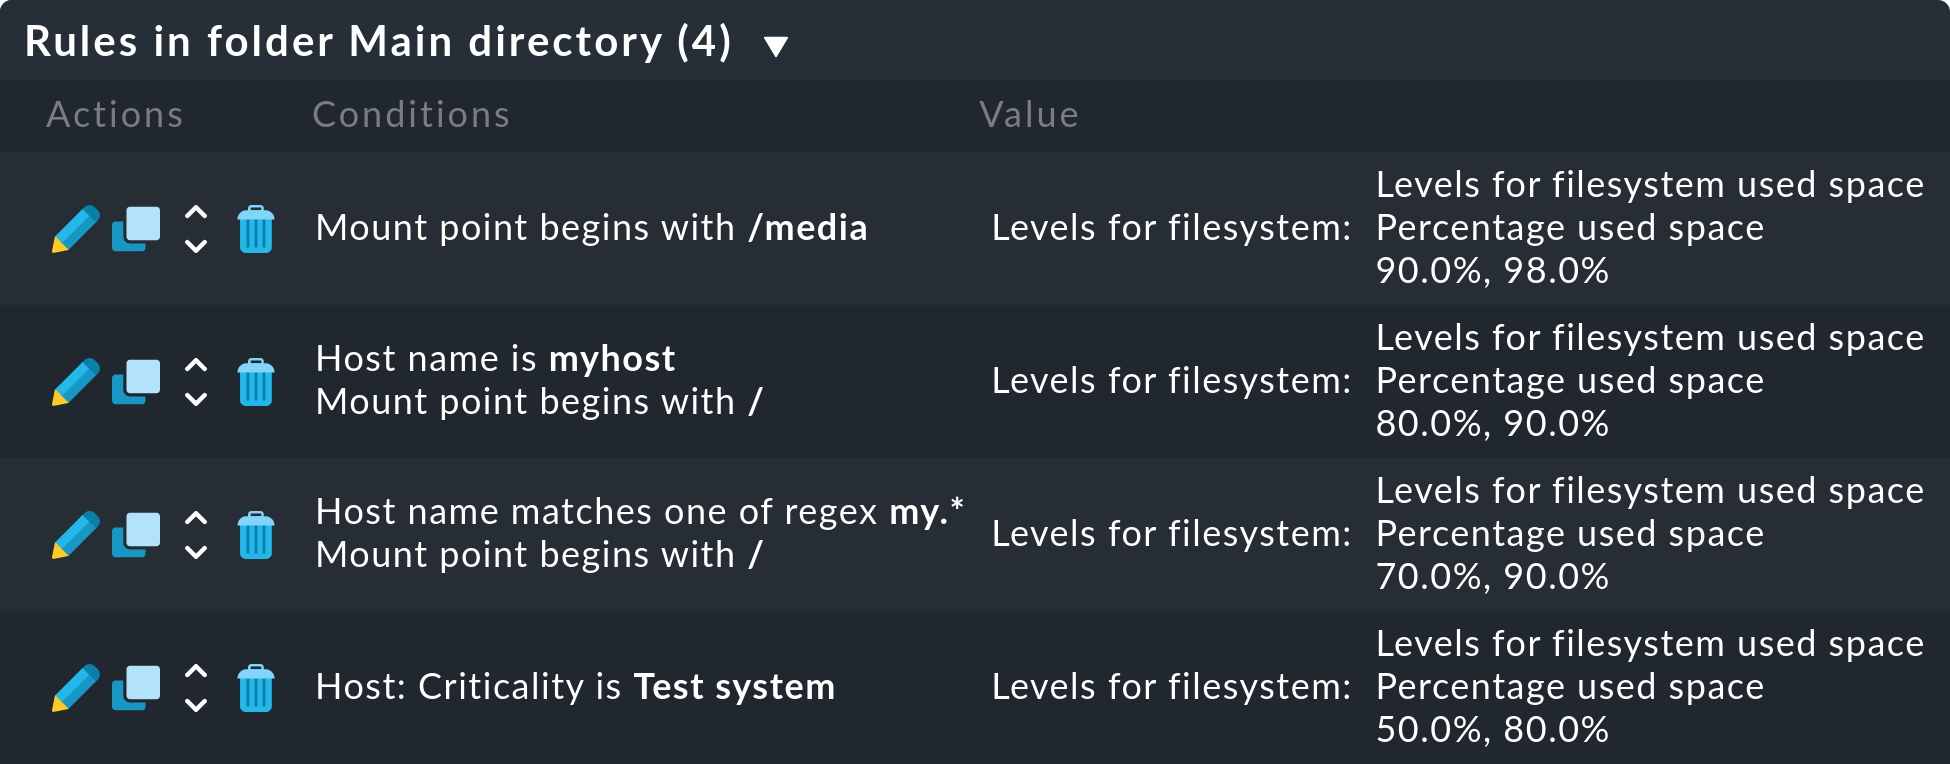 Rules in folder Main directory (4)
Actions Conditions Value
Mount point begins with /media
Levels for filesystem:
Levels for filesystem used space
Percentage used space
90.0%, 98.0%
Host name is myhost
Mount point begins with /
Levels for filesystem:
Levels for filesystem used space
Percentage used space
80.0%, 90.0%
Host name matches one of regex my.*
Mount point begins with /
Levels for filesystem:
Levels for filesystem used space
Percentage used space
70.0%, 90.0%
Host: Criticality is Test system
Levels for filesystem:
Levels for filesystem used space
Percentage used space
50.0%, 80.0%